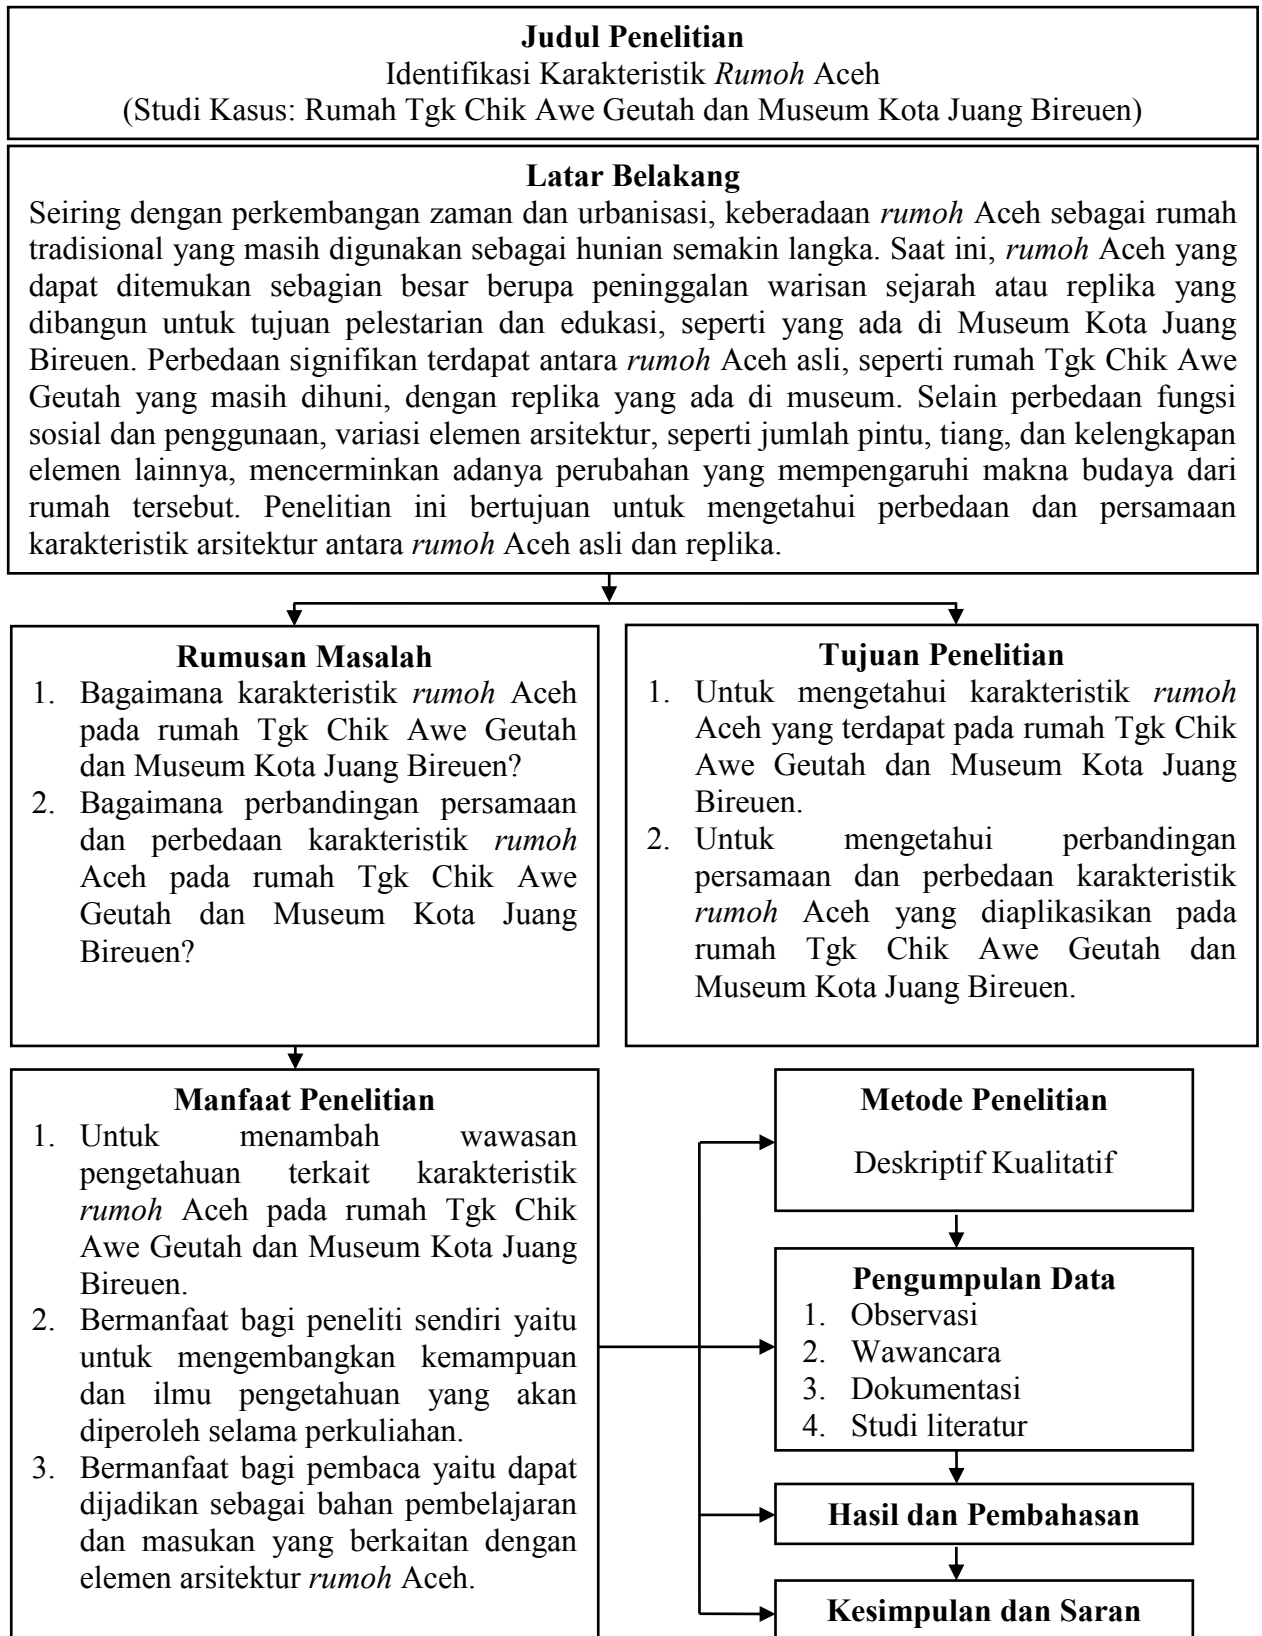 Judul Penelitian
Identifikasi Karakteristik Rumoh Aceh
(Studi Kasus: Rumah Tgk Chik Awe Geutah dan Museum Kota Juang Bireuen)
Latar Belakang
Seiring dengan perkembangan zaman dan urbanisasi, keberadaan rumoh Aceh sebagai rumah
tradisional yang masih digunakan sebagai hunian semakin langka. Saat ini, rumoh Aceh yang
dapat ditemukan sebagian besar berupa peninggalan warisan sejarah atau replika yang
dibangun untuk tujuan pelestarian dan edukasi, seperti yang ada di Museum Kota Juang
Bireuen. Perbedaan signifikan terdapat antara rumoh Aceh asli, seperti rumah Tgk Chik Awe
Geutah yang masih dihuni, dengan replika yang ada di museum. Selain perbedaan fungsi
sosial dan penggunaan, variasi elemen arsitektur, seperti jumlah pintu, tiang, dan kelengkapan
elemen lainnya, mencerminkan adanya perubahan yang mempengaruhi makna budaya dari
rumah tersebut. Penelitian ini bertujuan untuk mengetahui perbedaan dan persamaan
karakteristik arsitektur antara rumoh Aceh asli dan replika.
Rumusan Masalah
1. Bagaimana karakteristik rumoh Aceh
pada rumah Tgk Chik Awe Geutah
dan Museum Kota Juang Bireuen?
2. Bagaimana perbandingan persamaan
dan perbedaan karakteristik rumoh
Aceh pada rumah Tgk Chik Awe
Geutah dan Museum Kota Juang
Bireuen?
Tujuan Penelitian
1. Untuk mengetahui karakteristik rumoh
Aceh yang terdapat pada rumah Tgk Chik
Awe Geutah dan Museum Kota Juang
Bireuen.
2. Untuk mengetahui perbandingan
persamaan dan perbedaan karakteristik
rumoh Aceh yang diaplikasikan pada
rumah Tgk Chik Awe Geutah dan
Museum Kota Juang Bireuen.
Manfaat Penelitian
1. Untuk menambah wawasan
pengetahuan terkait karakteristik
rumoh Aceh pada rumah Tgk Chik
Awe Geutah dan Museum Kota Juang
Bireuen.
2. Bermanfaat bagi peneliti sendiri yaitu
untuk mengembangkan kemampuan
dan ilmu pengetahuan yang akan
diperoleh selama perkuliahan.
3. Bermanfaat bagi pembaca yaitu dapat
dijadikan sebagai bahan pembelajaran
dan masukan yang berkaitan dengan
elemen arsitektur rumoh Aceh.
Metode Penelitian
Deskriptif Kualitatif
Pengumpulan Data
1. Observasi
2. Wawancara
3. Dokumentasi
4. Studi literatur
Hasil dan Pembahasan
Kesimpulan dan Saran